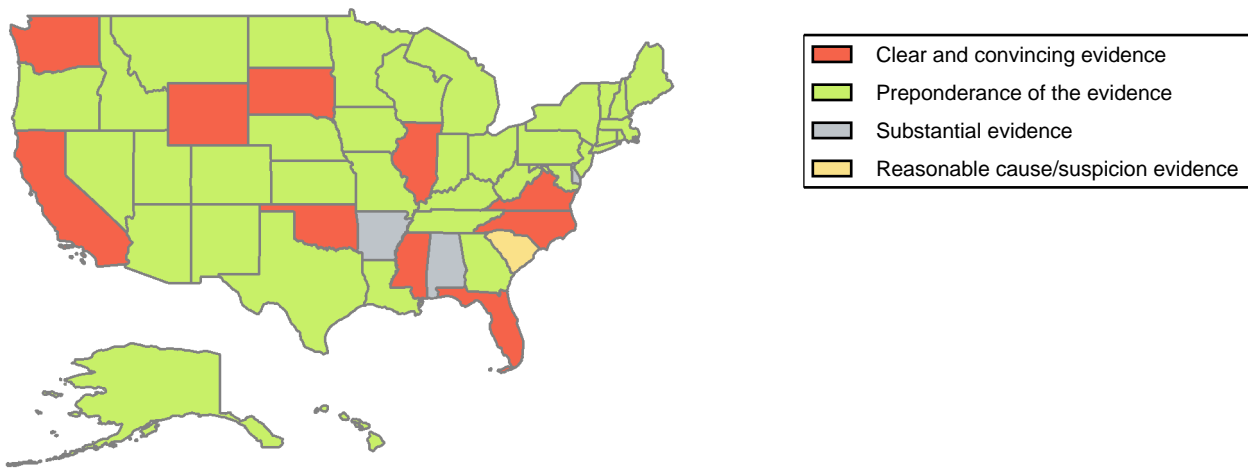 Clear and convincing evidence
Preponderance of the evidence
Substantial evidence
Reasonable cause/suspicion evidence